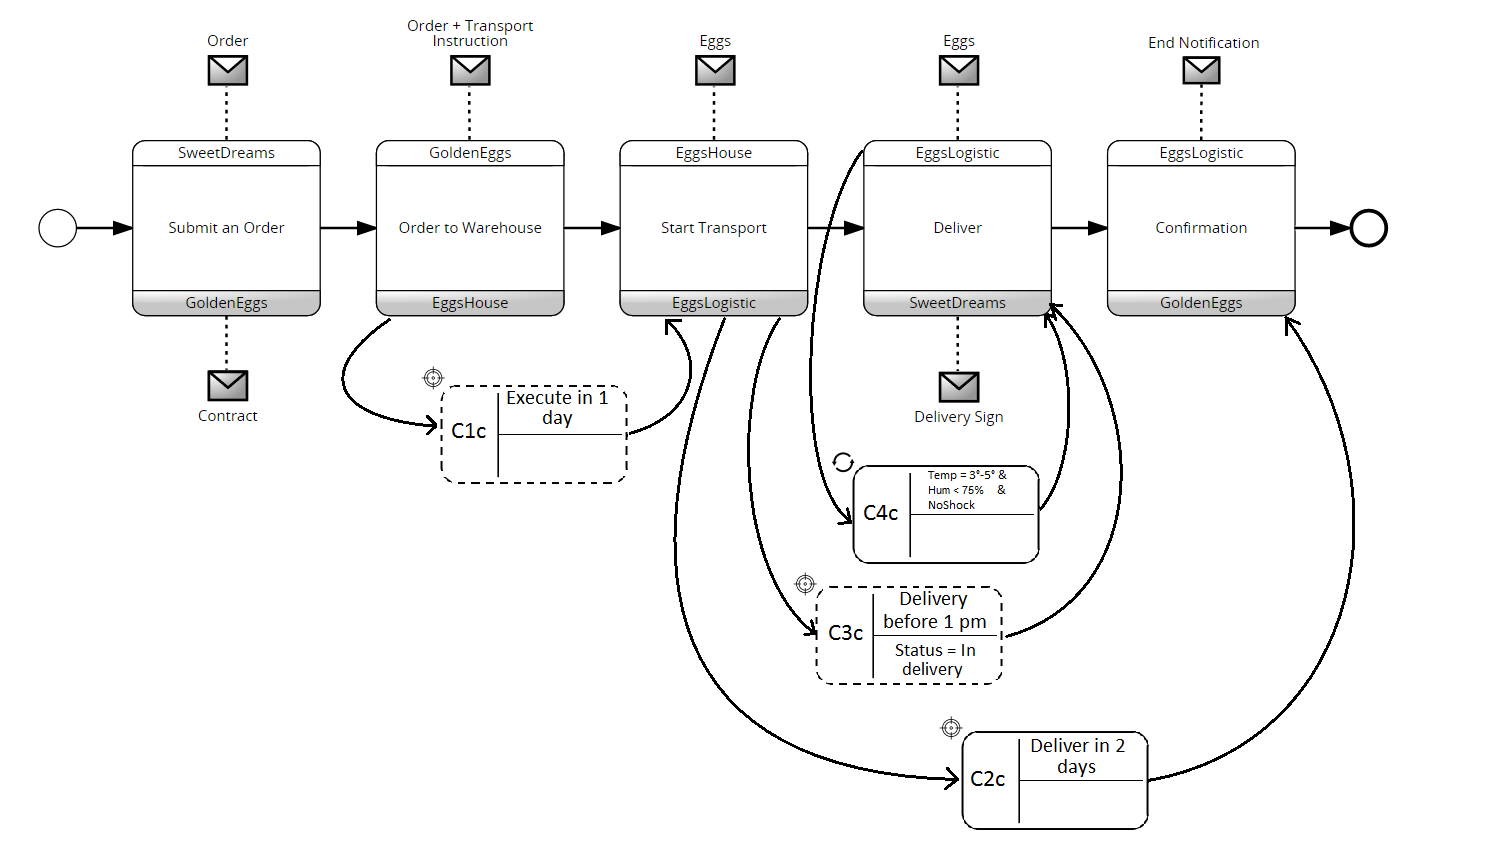 Order
Order + Transport
Instruction
Eggs
Eggs
End Notification
SweetDreams
Submit an Order
GoldenEggs
Contract
GoldenEggs
Order to Warehouse
EggsHouse
EggsHouse
Start Transport
EggsLogistic
EggsLogistic
Deliver
SweetDreams
Delivery Sign
EggsLogistic
Confirmation
GoldenEggs
C1c
Execute in 1
day
C4c
Temp = 3°-5° &
Hum < 75% &
NoShock
C3c
Delivery
before 1 pm
Status = In
delivery
C2c
Deliver in 2
days